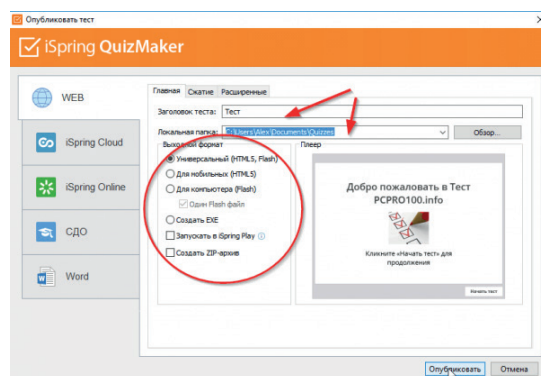 Опубликовать тест
iSpring QuizMaker
WEB
iSpring Cloud
iSpring Online
СДО
Word
Главная Сжатие Расширенные
Заголовок теста: Тест
Локальная папка: C:\Users\Alex\Documents\Quizzes Обзор...
Выходной формат
Универсальный (HTML5, Flash)
Для мобильных (HTML5)
Для компьютера (Flash)
Один Flash файл
Создать EXE
Запускать в iSpring Play
Создать ZIP-архив
Плеер
Добро пожаловать в Тест
PCPRO100.info
Кликните «Начать тест» для
продолжения
Начать тест
Опубликовать Отмена